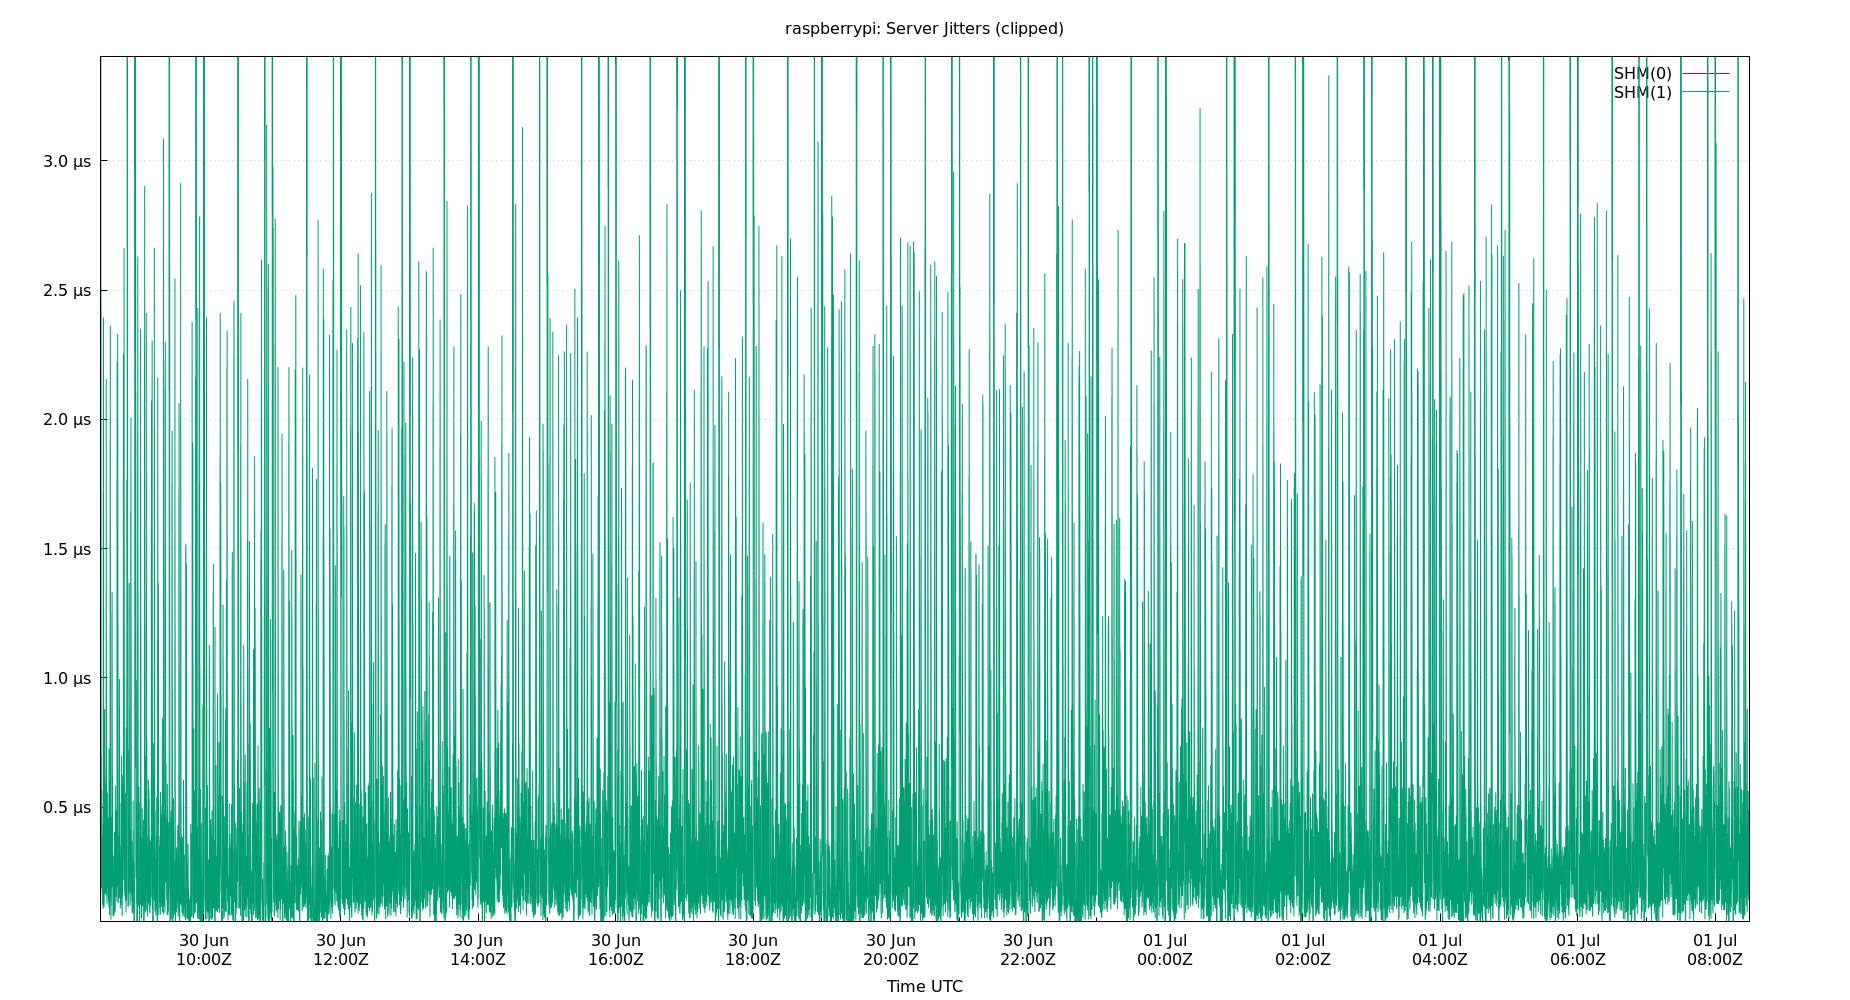 raspberrypi: Server Jitters (clipped)
SHM(0)
SHM(1)
3.0 µs
2.5 µs
2.0 µs
1.5 µs
1.0 µs
0.5 µs
30 Jun 30 Jun 30 Jun 30 Jun 30 Jun 30 Jun 30 Jun 01 Jul 01 Jul 01 Jul 01 Jul 01 Jul
10:00Z 12:00Z 14:00Z 16:00Z 18:00Z 20:00Z 22:00Z 00:00Z 02:00Z 04:00Z 06:00Z 08:00Z
Time UTC